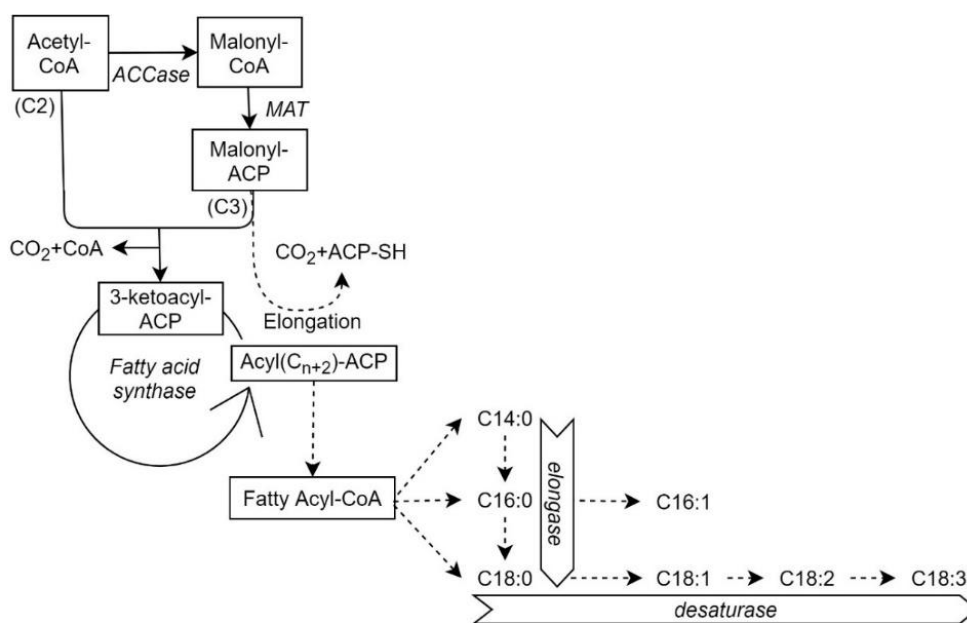 Acetyl-
CoA
ACCase
Malonyl-
CoA
(C2)
MAT
Malonyl-
ACP
(C3)
CO₂+CoA
CO₂+ACP-SH
3-ketoacyl-
ACP
Elongation
Fatty acid
synthase
Acyl(Cₙ₊₂)-ACP
Fatty Acyl-CoA
C14:0
C16:0
C18:0
elongase
C16:1
C18:1
C18:2
C18:3
desaturase